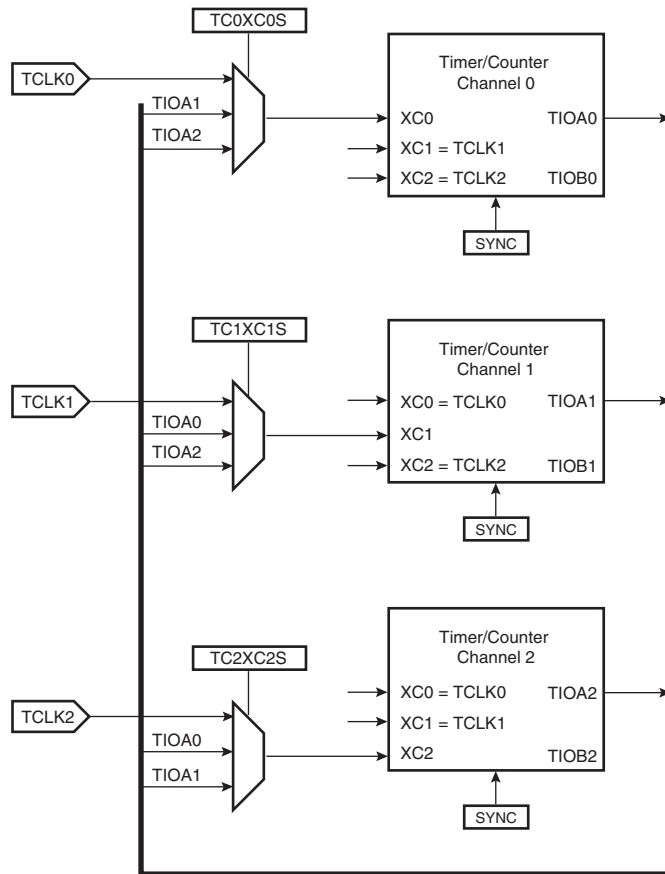 TC0XC0S
TCLK0
TIOA1
TIOA2
Timer/Counter
Channel 0
XC0
TIOA0
XC1 = TCLK1
XC2 = TCLK2
TIOB0
SYNC
TC1XC1S
TCLK1
TIOA0
TIOA2
Timer/Counter
Channel 1
XC0 = TCLK0
TIOA1
XC1
XC2 = TCLK2
TIOB1
SYNC
TC2XC2S
TCLK2
TIOA0
TIOA1
Timer/Counter
Channel 2
XC0 = TCLK0
TIOA2
XC1 = TCLK1
XC2
TIOB2
SYNC